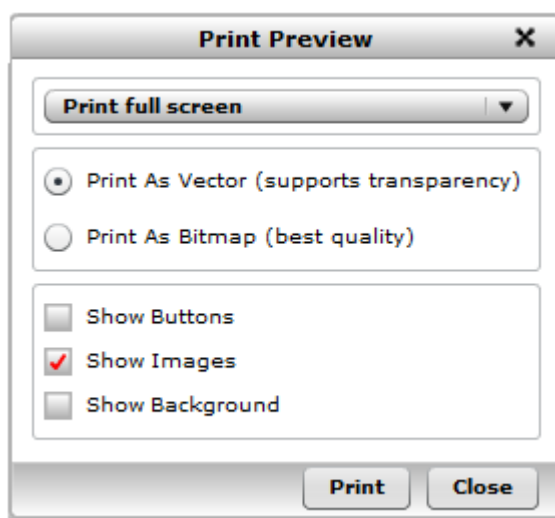 Print Preview
Print full screen
Print As Vector (supports transparency)
Print As Bitmap (best quality)
Show Buttons
Show Images
Show Background
Print Close